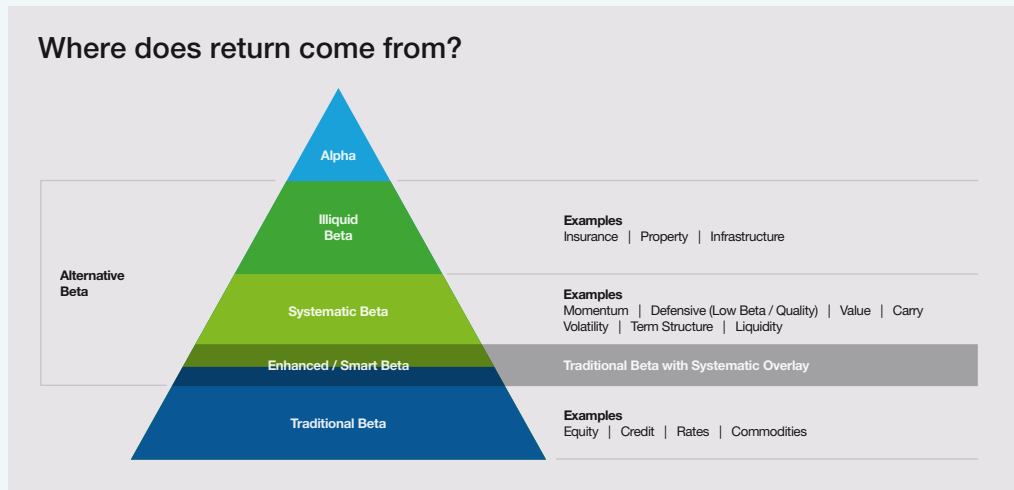 Where does return come from?
Alpha
Illiquid
Beta
Examples
Insurance | Property | Infrastructure
Alternative
Beta
Systematic Beta
Examples
Momentum | Defensive (Low Beta / Quality) | Value | Carry
Volatility | Term Structure | Liquidity
Enhanced / Smart Beta
Traditional Beta with Systematic Overlay
Traditional Beta
Examples
Equity | Credit | Rates | Commodities